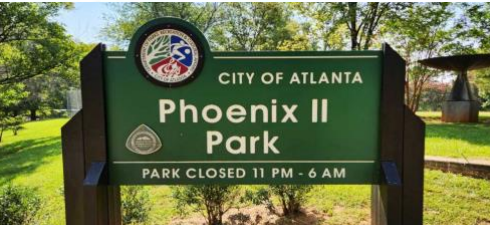 CITY OF ATLANTA
Phoenix II
Park
PARK CLOSED 11 PM - 6 AM